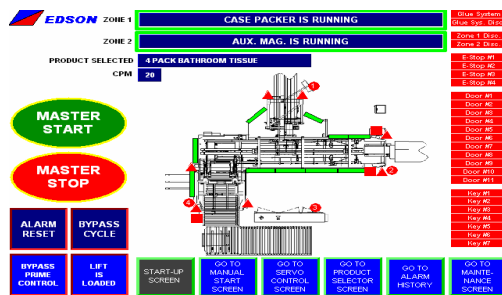 EDSON
ZONE 1
CASE PACKER IS RUNNING
ZONE 2
AUX. MAG. IS RUNNING
PRODUCT SELECTED
4 PACK BATHROOM TISSUE
CPM
20
MASTER
START
MASTER
STOP
ALARM
RESET
BYPASS
CYCLE
BYPASS
PRIME
CONTROL
LIFT
IS
LOADED
1
2
3
4
START-UP
SCREEN
GO TO
MANUAL
START
SCREEN
GO TO
SERVO
CONTROL
SCREEN
GO TO
PRODUCT
SELECTOR
SCREEN
GO TO
ALARM
HISTORY
GO TO
MAINTE-
NANCE
SCREEN
Glue System
Glue Sys. Disc
Zone 1 Disc.
Zone 2 Disc.
E-Stop #1
E-Stop #2
E-Stop #3
E-Stop #4
Door #1
Door #2
Door #3
Door #4
Door #5
Door #6
Door #7
Door #8
Door #9
Door #10
Door #11
Key #1
Key #2
Key #3
Key #4
Key #5
Key #6
Key #7